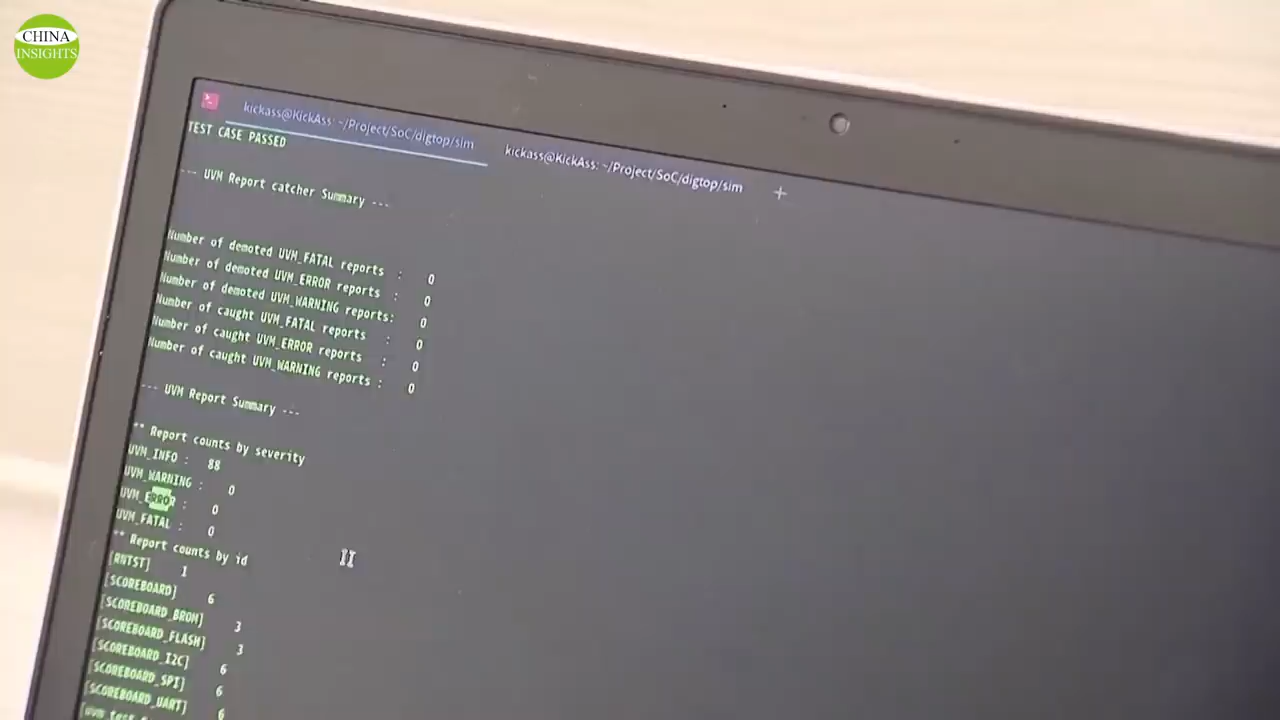 CHINA
INSIGHTS
kickass@KickAss: ~/Project/SoC/digtop/sim
kickass@KickAss: ~/Project/SoC/digtop/sim
+
TEST CASE PASSED
--- UVM Report catcher Summary ---
Number of demoted UVM_FATAL reports : 0
Number of demoted UVM_ERROR reports : 0
Number of demoted UVM_WARNING reports: 0
Number of caught UVM_FATAL reports : 0
Number of caught UVM_ERROR reports : 0
Number of caught UVM_WARNING reports : 0
--- UVM Report Summary ---
** Report counts by severity
UVM_INFO : 88
UVM_WARNING : 0
UVM_ERROR : 0
UVM_FATAL : 0
** Report counts by id
[RNTST] 1
[SCOREBOARD] 6
[SCOREBOARD_BROM] 3
[SCOREBOARD_FLASH] 3
[SCOREBOARD_I2C] 6
[SCOREBOARD_SPI] 6
[SCOREBOARD_UART] 6